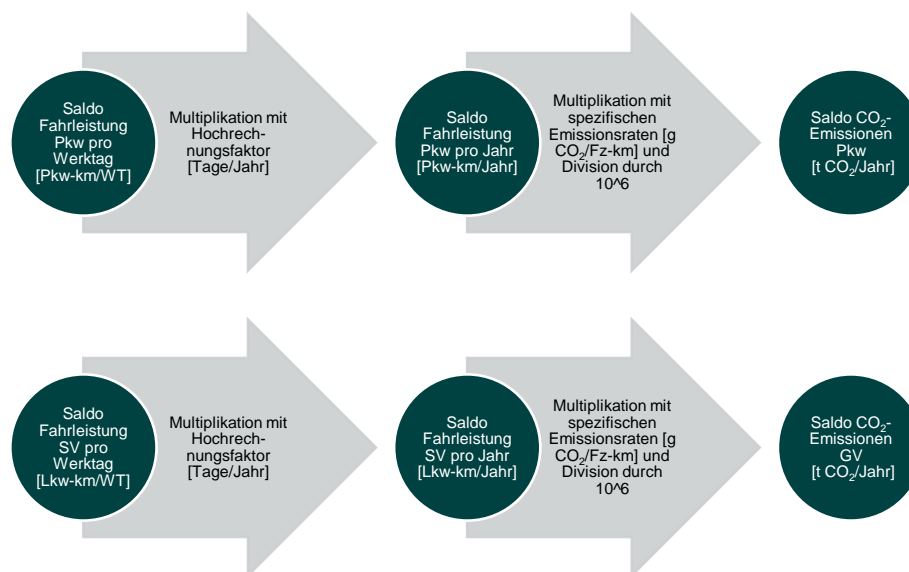 Saldo
Fahrleistung
Pkw pro
Werktag
[Pkw-km/WT]
Multiplikation mit
Hochrech-
nungsfaktor
[Tage/Jahr]
Saldo
Fahrleistung
Pkw pro Jahr
[Pkw-km/Jahr]
Multiplikation mit
spezifischen
Emissionsraten [g
CO₂/Fz-km] und
Division durch
10^6
Saldo CO₂-
Emissionen
Pkw
[t CO₂/Jahr]
Saldo
Fahrleistung
SV pro
Werktag
[Lkw-km/WT]
Multiplikation mit
Hochrech-
nungsfaktor
[Tage/Jahr]
Saldo
Fahrleistung
SV pro Jahr
[Lkw-km/Jahr]
Multiplikation mit
spezifischen
Emissionsraten [g
CO₂/Fz-km] und
Division durch
10^6
Saldo CO₂-
Emissionen
GV
[t CO₂/Jahr]